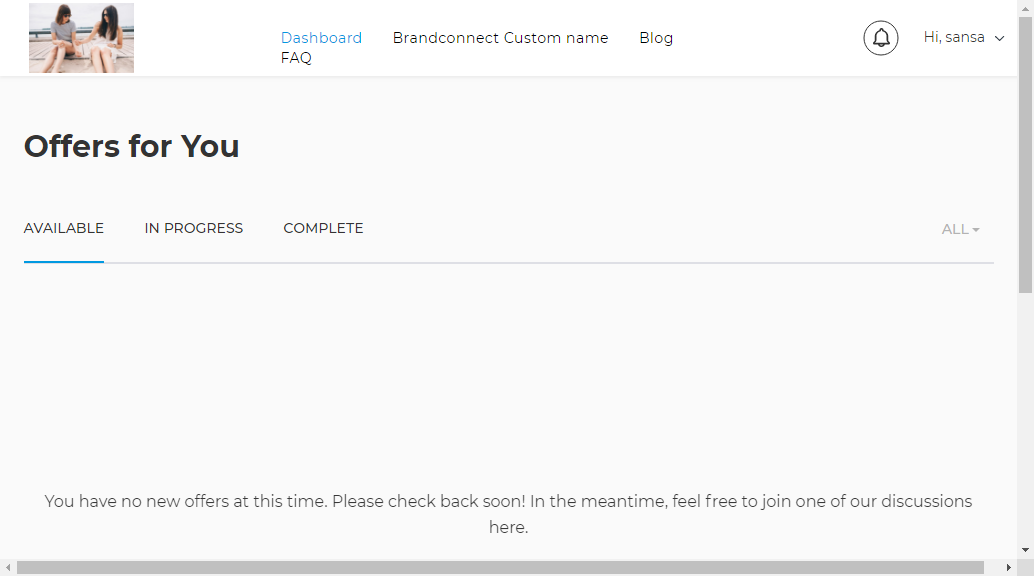 Dashboard Brandconnect Custom name Blog
FAQ
Hi, sansa
Offers for You
AVAILABLE IN PROGRESS COMPLETE ALL
You have no new offers at this time. Please check back soon! In the meantime, feel free to join one of our discussions
here.